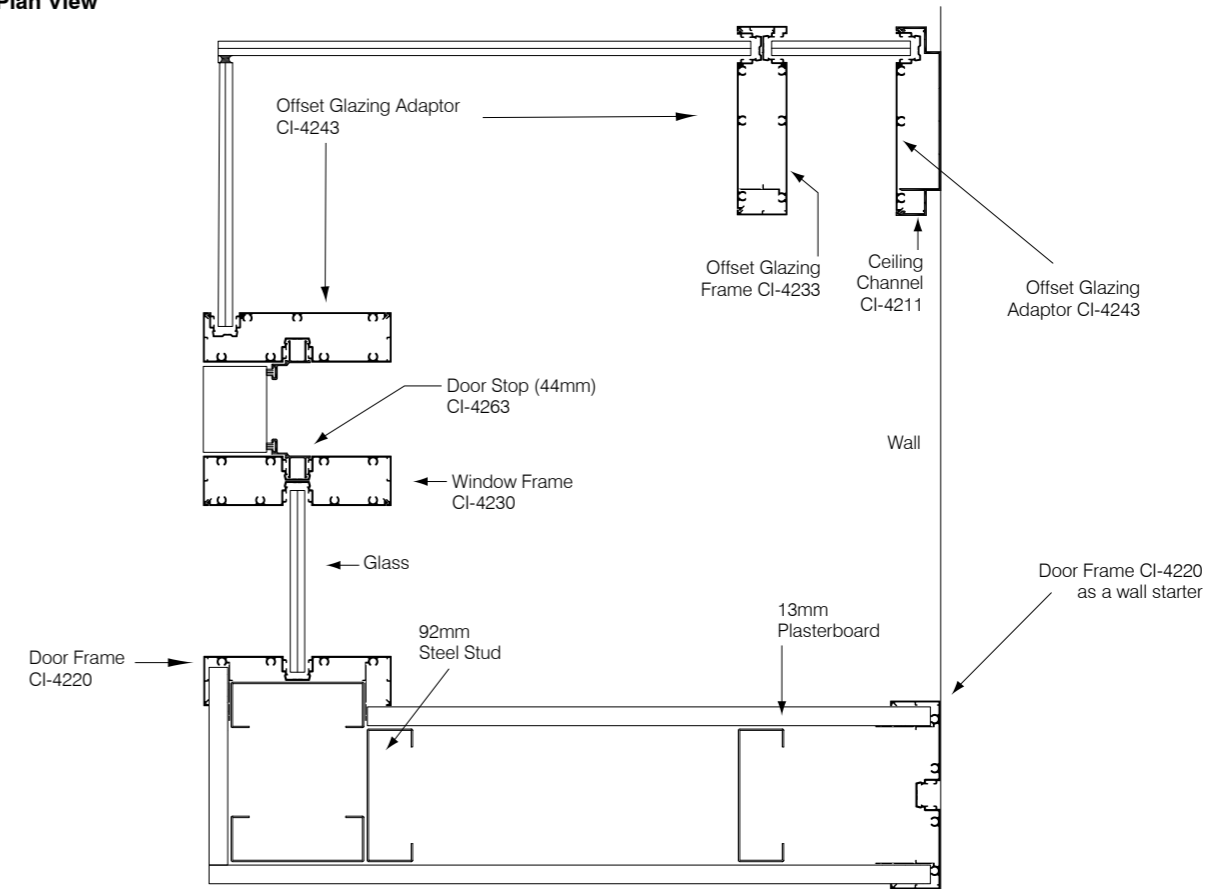 Plan View
Offset Glazing Adaptor
CI-4243
Offset Glazing
Frame CI-4233
Ceiling
Channel
CI-4211
Offset Glazing
Adaptor CI-4243
Door Stop (44mm)
CI-4263
Wall
Window Frame
CI-4230
Glass
Door Frame CI-4220
as a wall starter
13mm
Plasterboard
92mm
Steel Stud
Door Frame
CI-4220